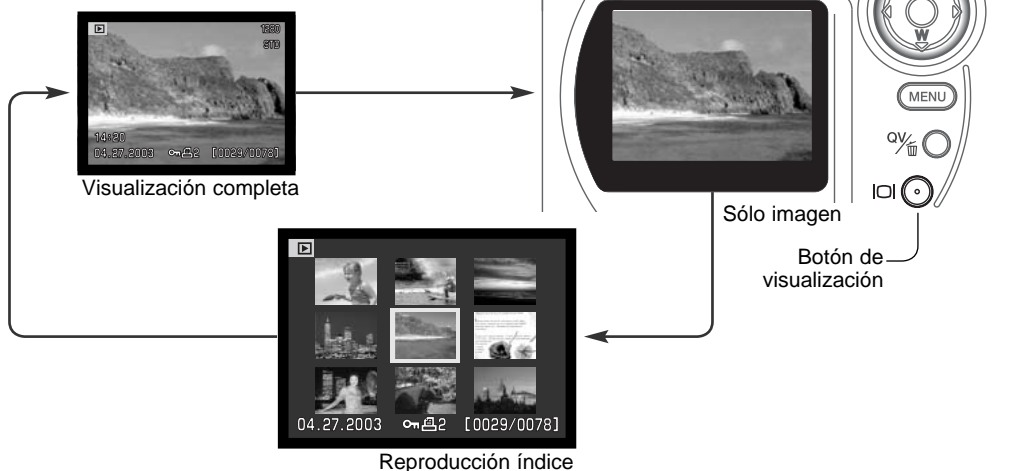 1280
STD
14:20
04.27.2003 2 [0029/0078]
Visualización completa
W
MENU
QV/
Sólo imagen
Botón de
visualización
04.27.2003 2 [0029/0078]
Reproducción índice